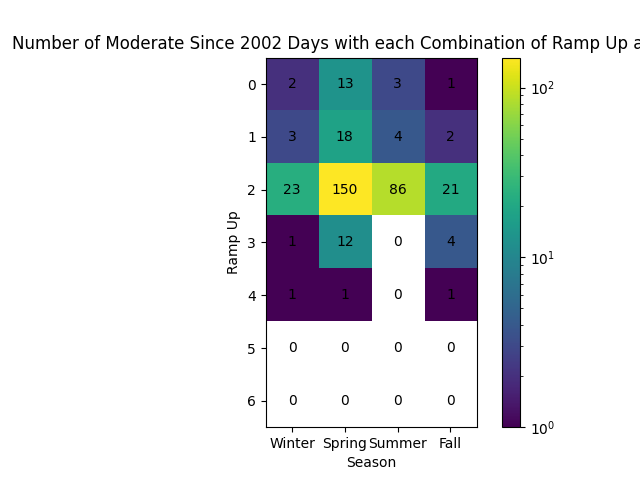 Number of Moderate Since 2002 Days with each Combination of Ramp Up a
0 2 13 3 1
1 3 18 4 2
2 23 150 86 21
3 1 12 0 4
4 1 1 0 1
5 0 0 0 0
6 0 0 0 0
Ramp Up
Winter Spring Summer Fall
Season
10²
10¹
10⁰